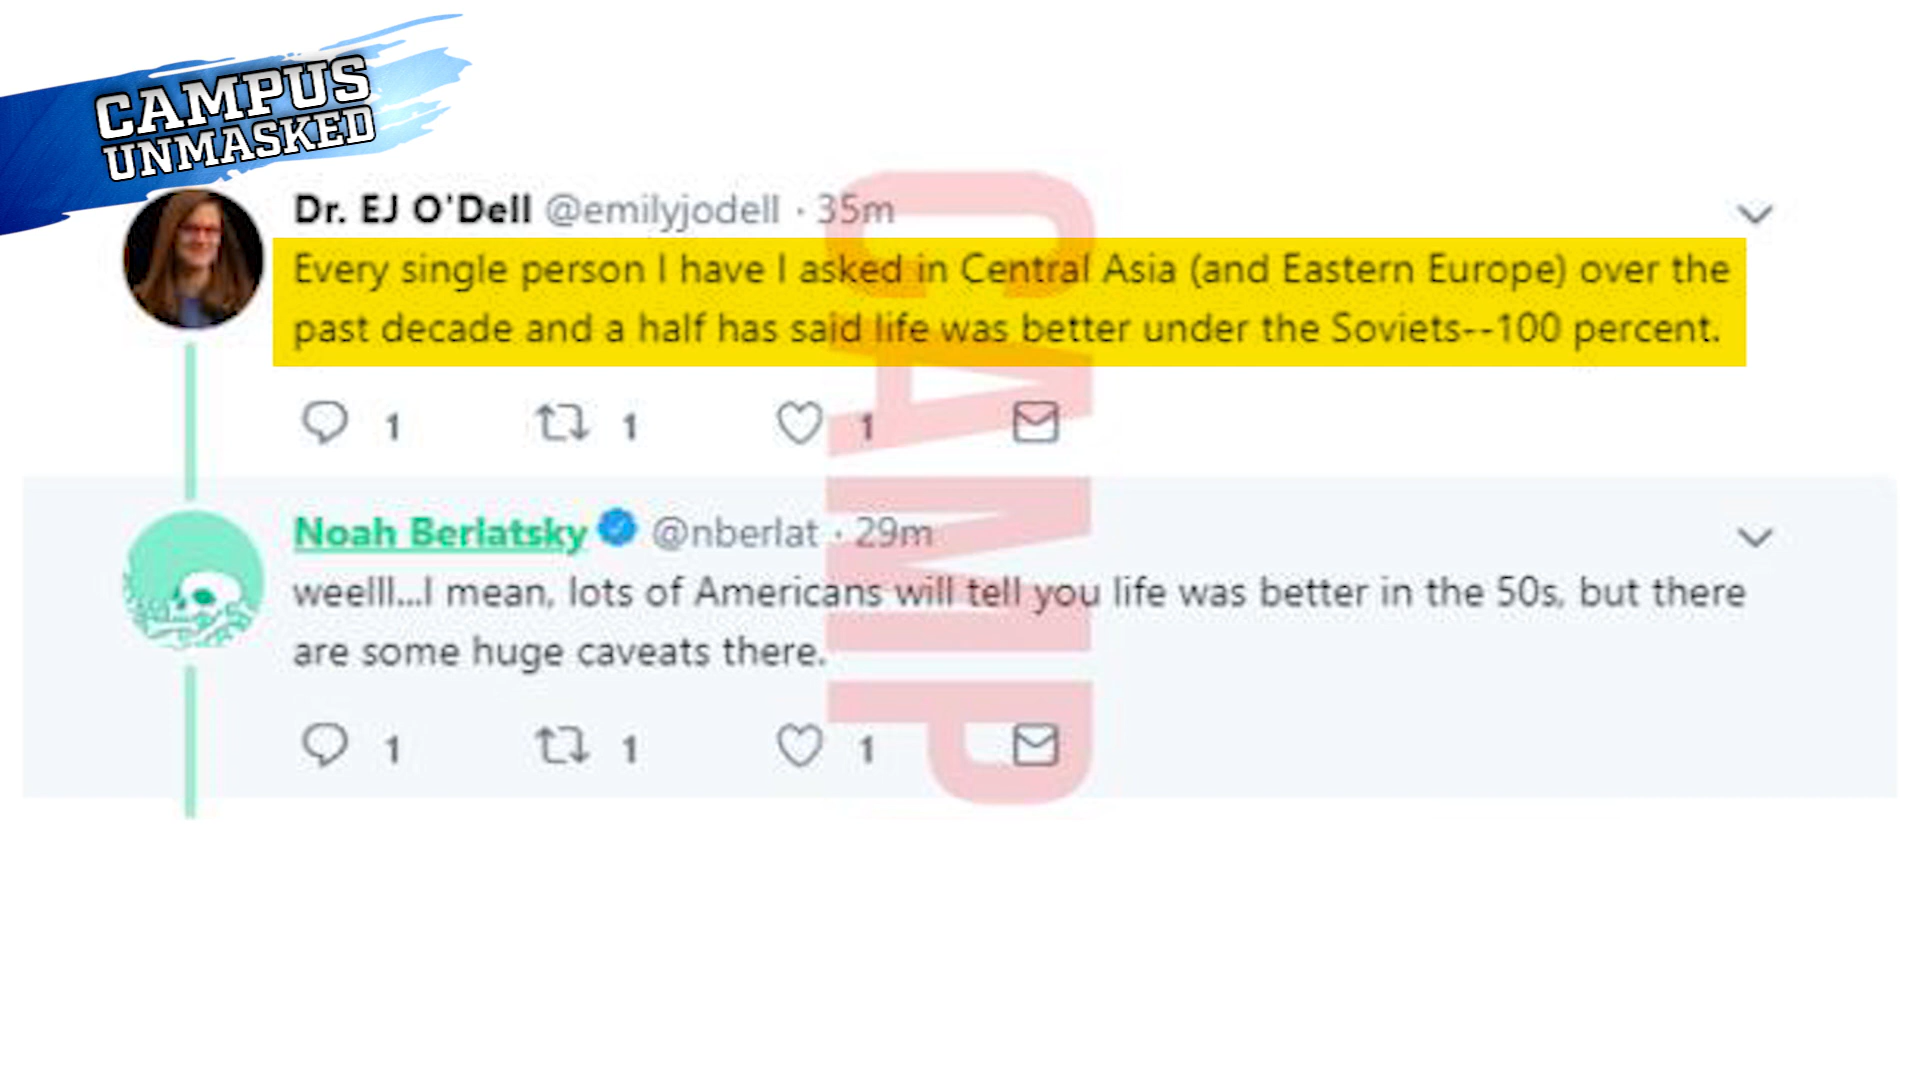 CAMPUS
UNMASKED
Dr. EJ O'Dell @emilyjodell · 35m
Every single person I have I asked in Central Asia (and Eastern Europe) over the
past decade and a half has said life was better under the Soviets--100 percent.
1 1 1
Noah Berlatsky @nberlat · 29m
weelll...I mean, lots of Americans will tell you life was better in the 50s, but there
are some huge caveats there.
1 1 1
CAMP